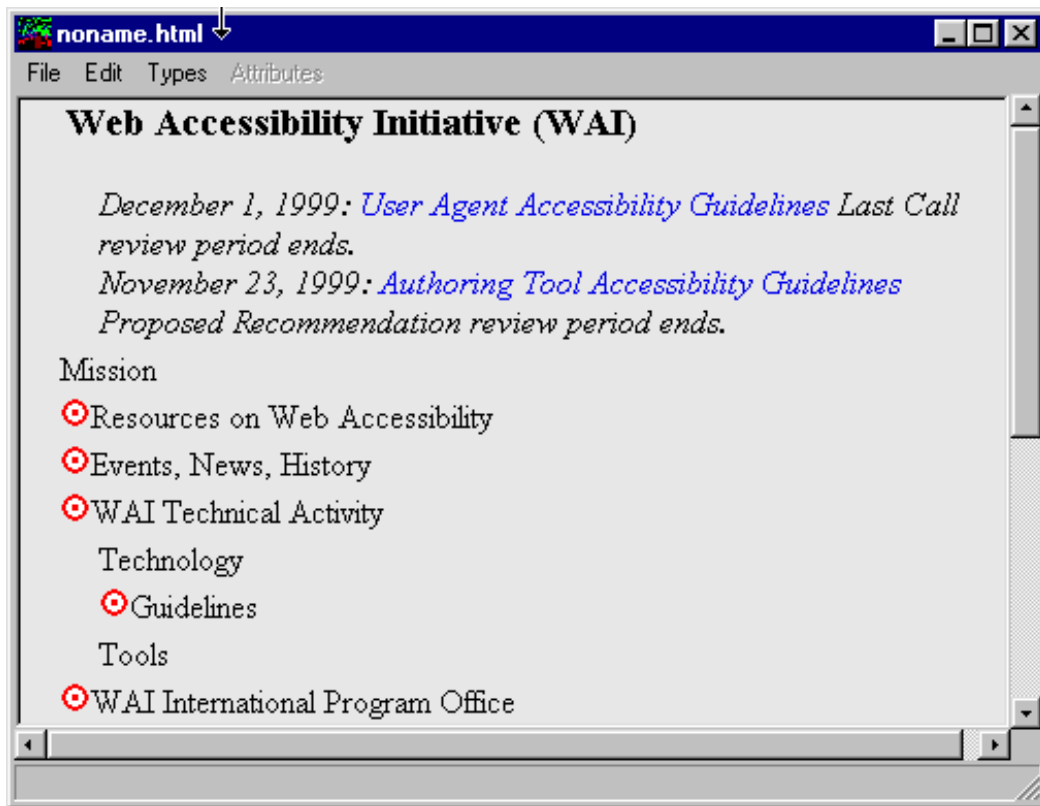 noname.html
File Edit Types Attributes
Web Accessibility Initiative (WAI)
December 1, 1999: User Agent Accessibility Guidelines Last Call
review period ends.
November 23, 1999: Authoring Tool Accessibility Guidelines
Proposed Recommendation review period ends.
Mission
Resources on Web Accessibility
Events, News, History
WAI Technical Activity
Technology
Guidelines
Tools
WAI International Program Office